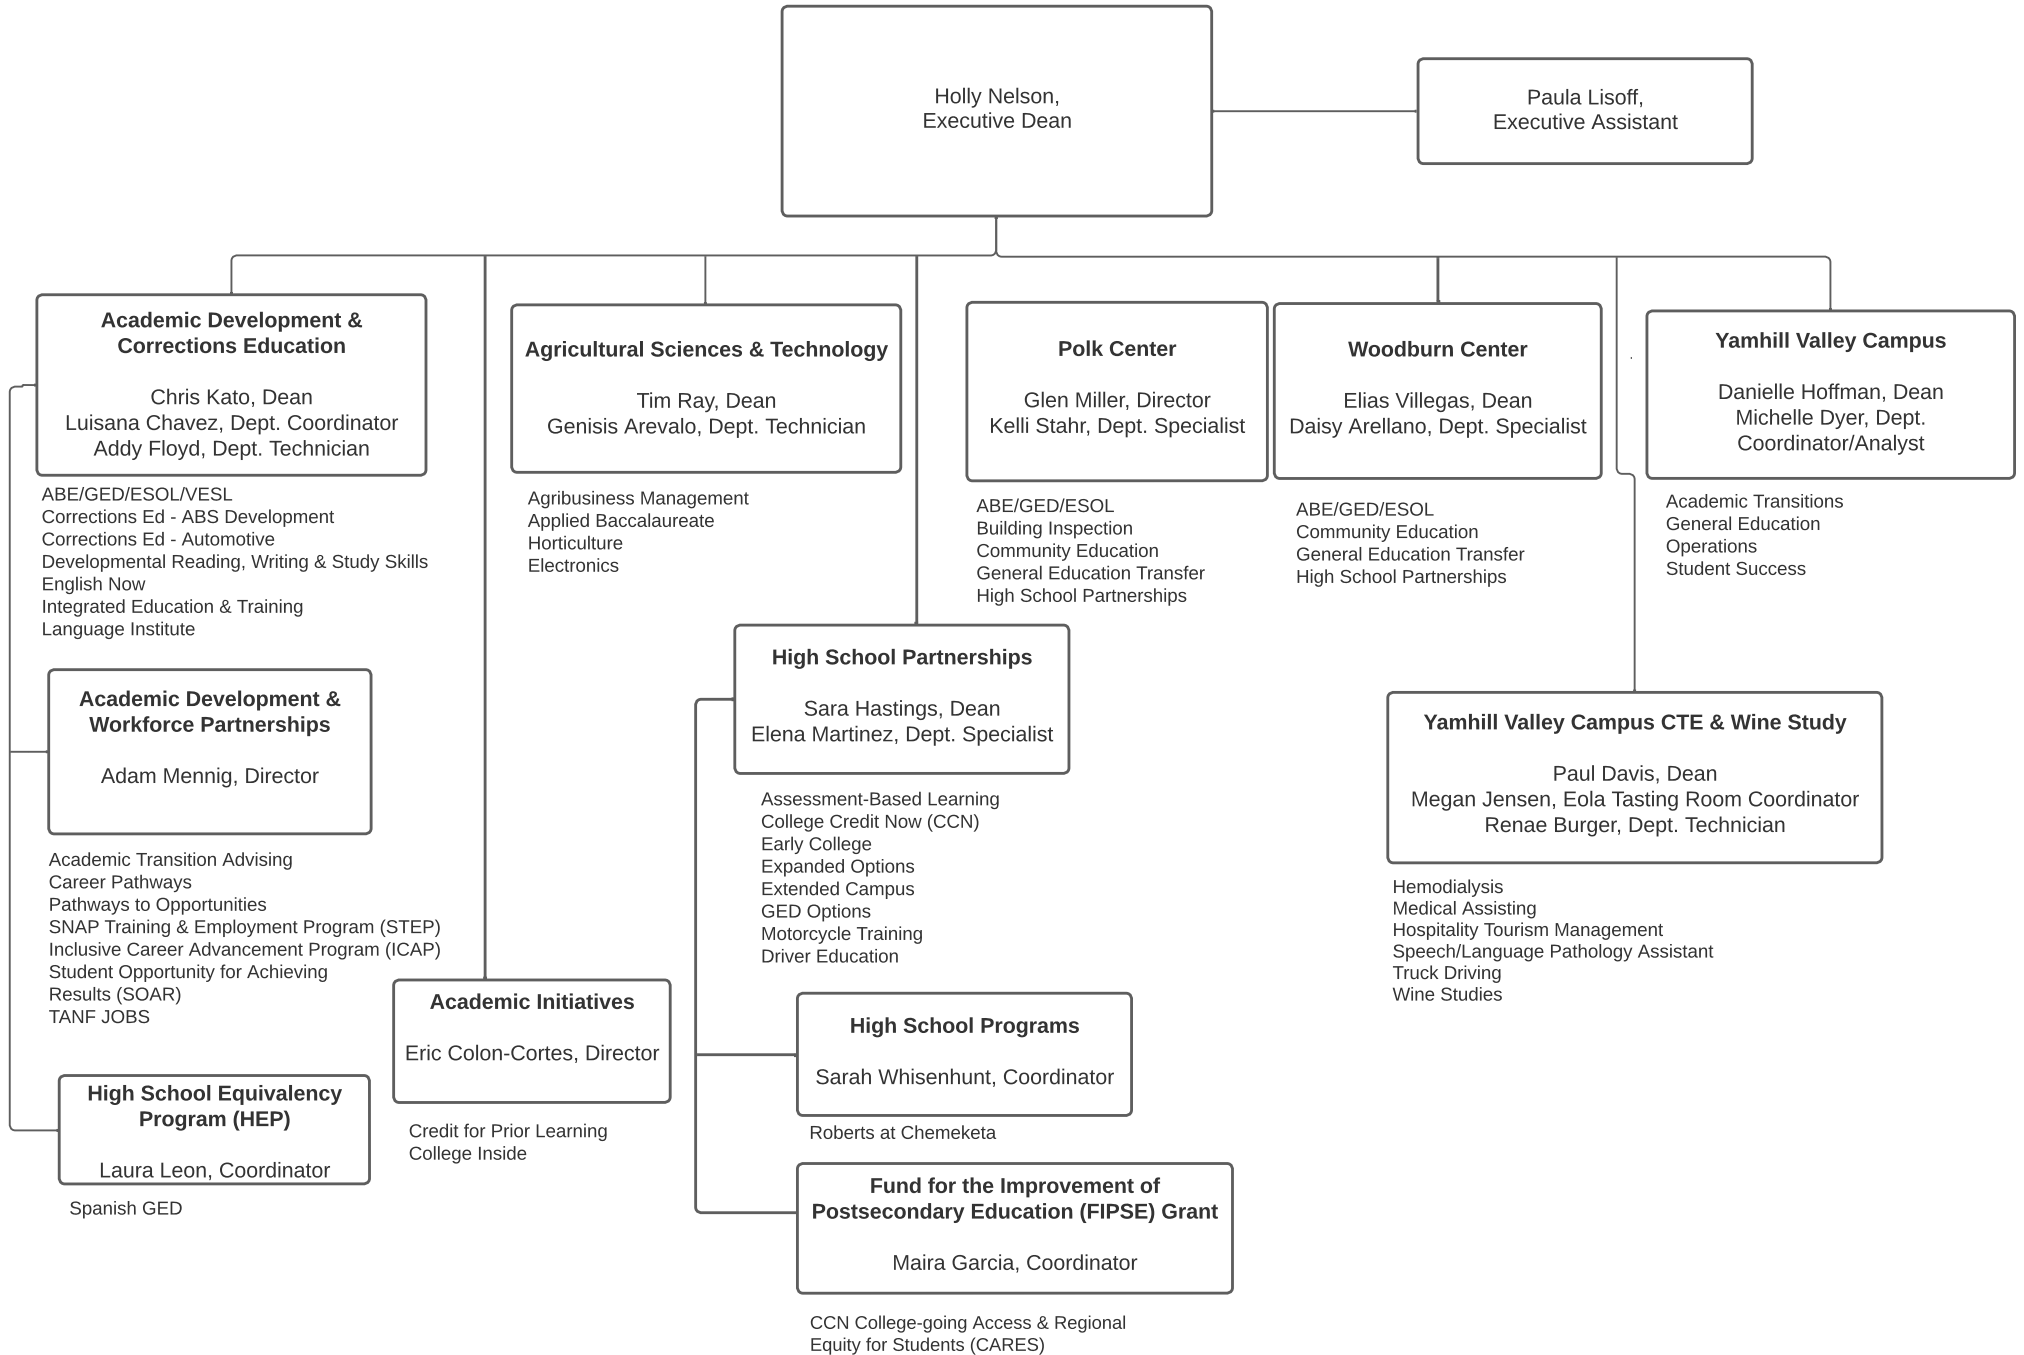 Holly Nelson,
Executive Dean
Paula Lisoff,
Executive Assistant
Academic Development &
Corrections Education
Chris Kato, Dean
Luisana Chavez, Dept. Coordinator
Addy Floyd, Dept. Technician
ABE/GED/ESOL/VESL
Corrections Ed - ABS Development
Corrections Ed - Automotive
Developmental Reading, Writing & Study Skills
English Now
Integrated Education & Training
Language Institute
Agricultural Sciences & Technology
Tim Ray, Dean
Genisis Arevalo, Dept. Technician
Agribusiness Management
Applied Baccalaureate
Horticulture
Electronics
Polk Center
Glen Miller, Director
Kelli Stahr, Dept. Specialist
ABE/GED/ESOL
Building Inspection
Community Education
General Education Transfer
High School Partnerships
Woodburn Center
Elias Villegas, Dean
Daisy Arellano, Dept. Specialist
ABE/GED/ESOL
Community Education
General Education Transfer
High School Partnerships
Yamhill Valley Campus
Danielle Hoffman, Dean
Michelle Dyer, Dept.
Coordinator/Analyst
Academic Transitions
General Education
Operations
Student Success
Academic Development &
Workforce Partnerships
Adam Mennig, Director
Academic Transition Advising
Career Pathways
Pathways to Opportunities
SNAP Training & Employment Program (STEP)
Inclusive Career Advancement Program (ICAP)
Student Opportunity for Achieving
Results (SOAR)
TANF JOBS
High School Equivalency
Program (HEP)
Laura Leon, Coordinator
Spanish GED
Academic Initiatives
Eric Colon-Cortes, Director
Credit for Prior Learning
College Inside
High School Partnerships
Sara Hastings, Dean
Elena Martinez, Dept. Specialist
Assessment-Based Learning
College Credit Now (CCN)
Early College
Expanded Options
Extended Campus
GED Options
Motorcycle Training
Driver Education
High School Programs
Sarah Whisenhunt, Coordinator
Roberts at Chemeketa
Fund for the Improvement of
Postsecondary Education (FIPSE) Grant
Maira Garcia, Coordinator
CCN College-going Access & Regional
Equity for Students (CARES)
Yamhill Valley Campus CTE & Wine Study
Paul Davis, Dean
Megan Jensen, Eola Tasting Room Coordinator
Renae Burger, Dept. Technician
Hemodialysis
Medical Assisting
Hospitality Tourism Management
Speech/Language Pathology Assistant
Truck Driving
Wine Studies